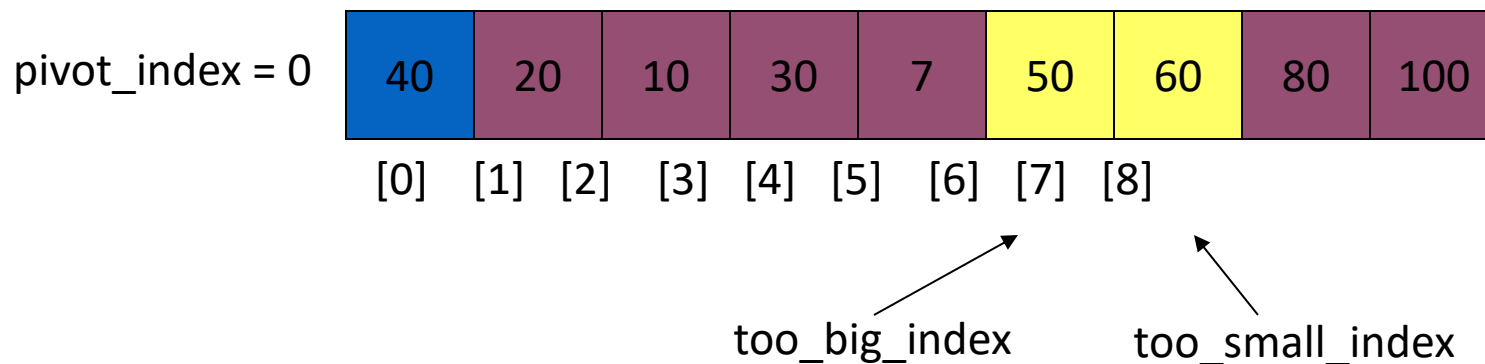 pivot_index = 0 40 20 10 30 7 50 60 80 100
[0] [1] [2] [3] [4] [5] [6] [7] [8]
too_big_index too_small_index